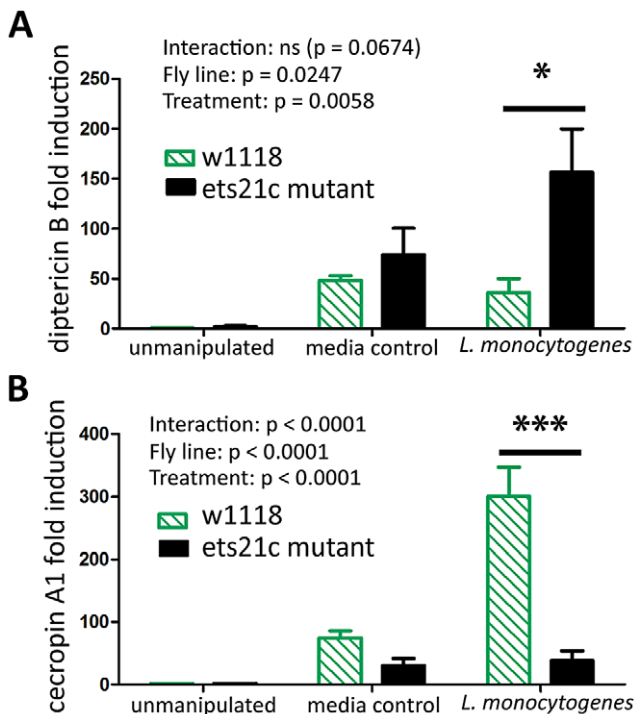 A
Interaction: ns (p = 0.0674)
Fly line: p = 0.0247
Treatment: p = 0.0058
*
w1118
ets21c mutant
diptericin B fold induction
250
200
150
100
50
0
unmanipulated media control L. monocytogenes
B
Interaction: p < 0.0001
Fly line: p < 0.0001
Treatment: p < 0.0001
***
w1118
ets21c mutant
cecropin A1 fold induction
400
300
200
100
0
unmanipulated media control L. monocytogenes